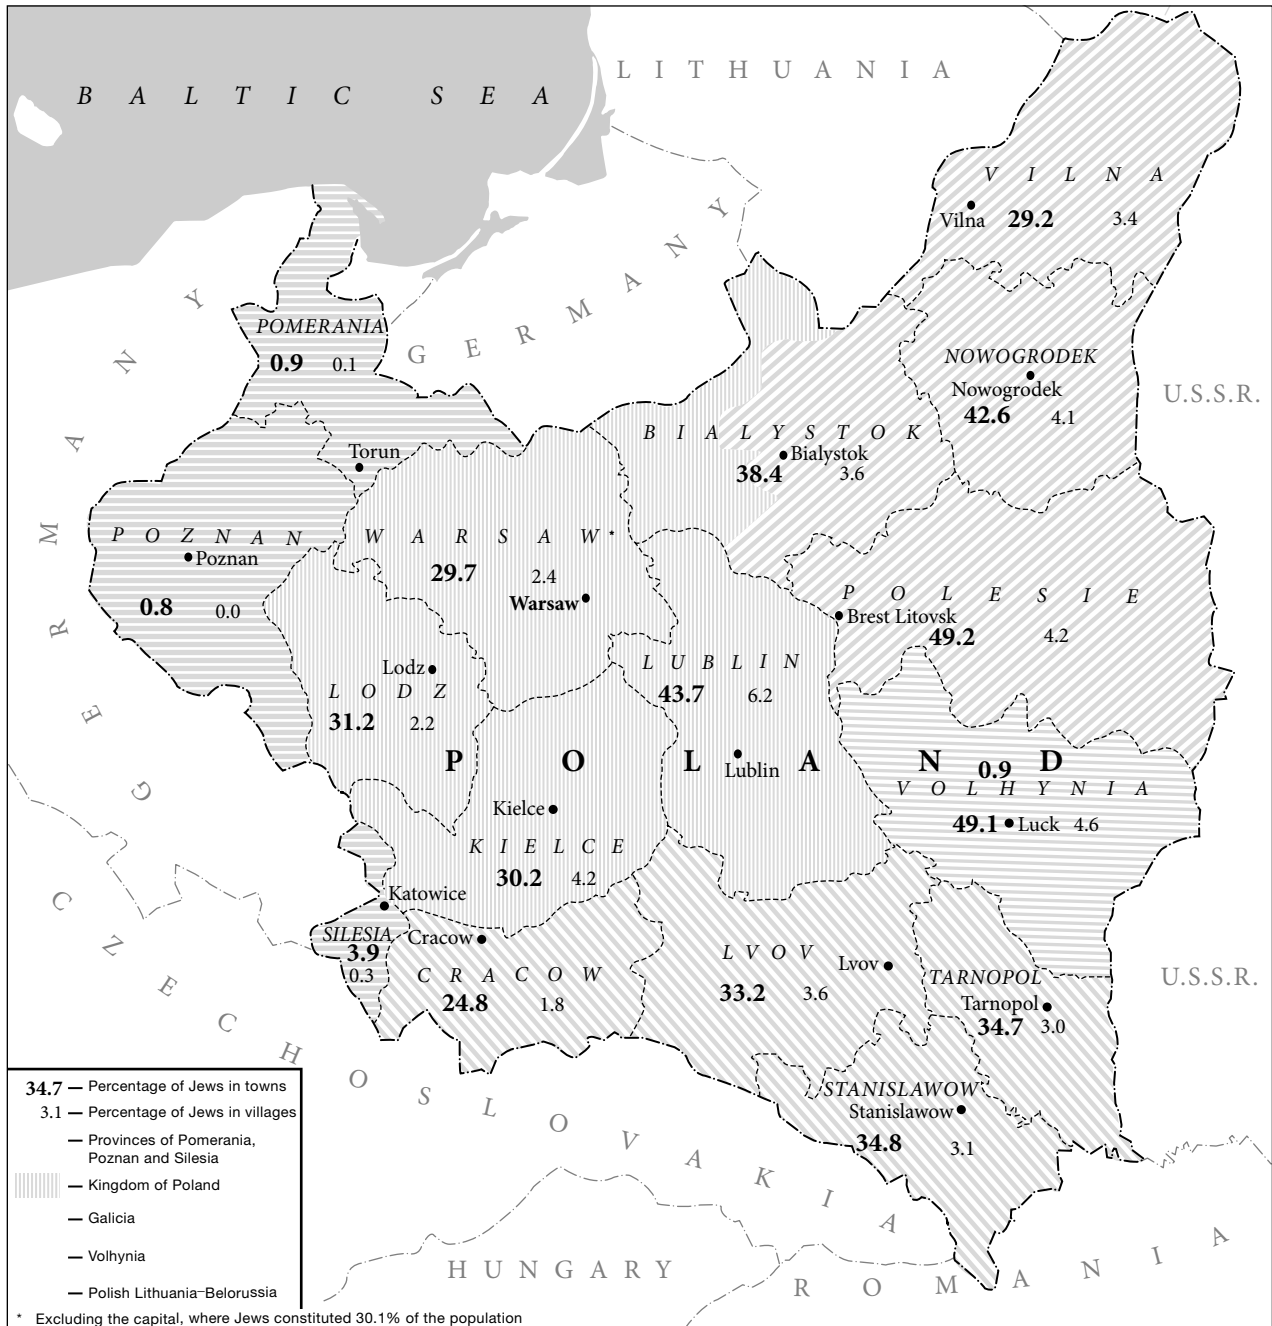 BALTIC SEA
LITHUANIA
VILNA
Vilna
29.2 3.4
GERMANY
GERMANY
POMERANIA
0.9 0.1
NOWOGRODEK
Nowogrodek
42.6 4.1
U.S.S.R.
BIALYSTOK
Bialystok
38.4 3.6
Torun
POZNAN
Poznan
0.8 0.0
WARSAW*
29.7 2.4
Warsaw
POLESIE
Brest Litovsk
49.2 4.2
LUBLIN
43.7 6.2
Lublin
Lodz
LODZ
31.2 2.2
POLAND
0.9
VOLHYNIA
49.1 Luck 4.6
Kielce
KIELCE
30.2 4.2
Katowice
SILESIA
3.9
0.3
Cracow
CRACOW
24.8 1.8
LVOV
Lvov
33.2 3.6
TARNOPOL
Tarnopol
34.7 3.0
U.S.S.R.
STANISLAWOW
Stanislawow
34.8 3.1
CZECHOSLOVAKIA
HUNGARY
ROMANIA
34.7 — Percentage of Jews in towns
3.1 — Percentage of Jews in villages
— Provinces of Pomerania,
Poznan and Silesia
— Kingdom of Poland
— Galicia
— Volhynia
— Polish Lithuania–Belorussia
* Excluding the capital, where Jews constituted 30.1% of the population